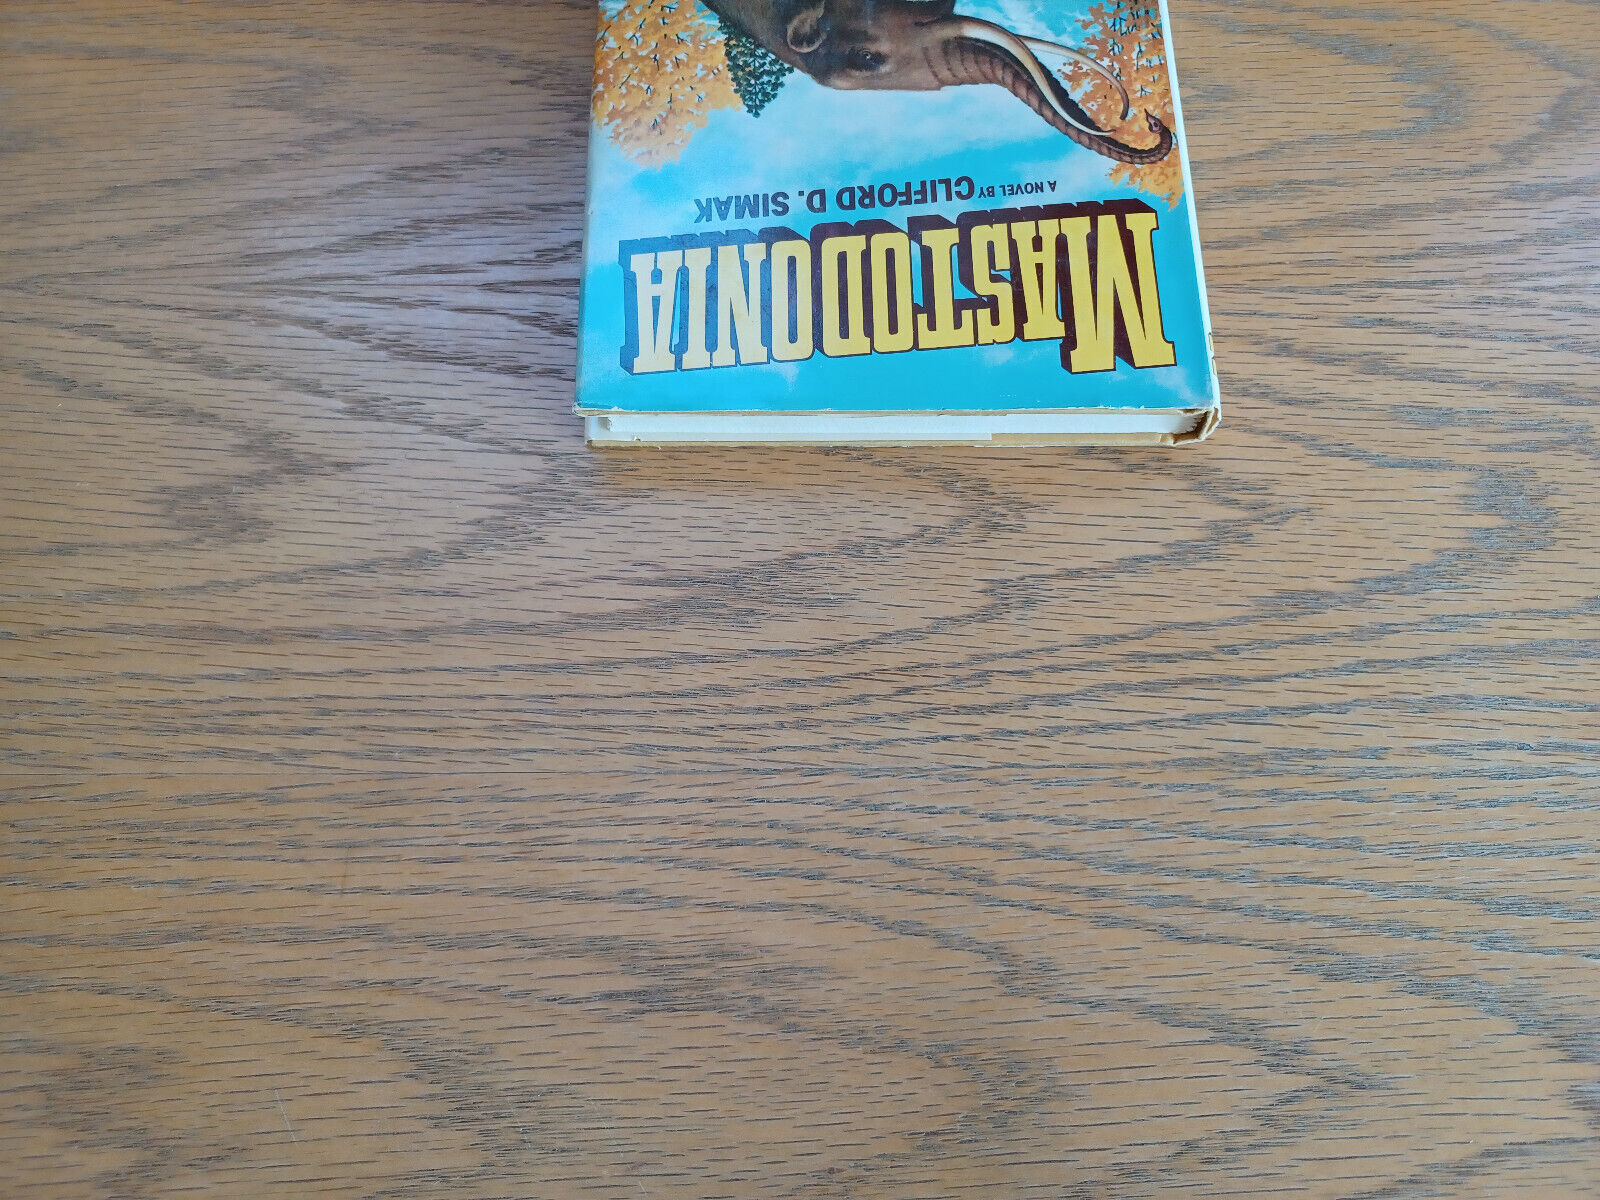 MASTODONIA
A NOVEL BY CLIFFORD D. SIMAK